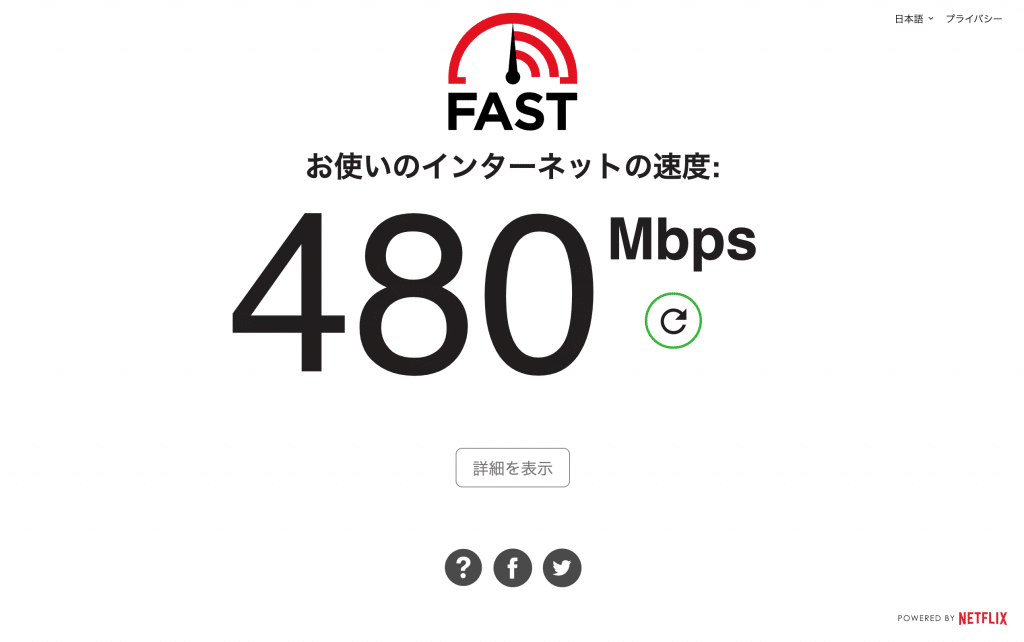 日本語 プライバシー
FAST
お使いのインターネットの速度:
480 Mbps
詳細を表示
?
f
POWERED BY NETFLIX